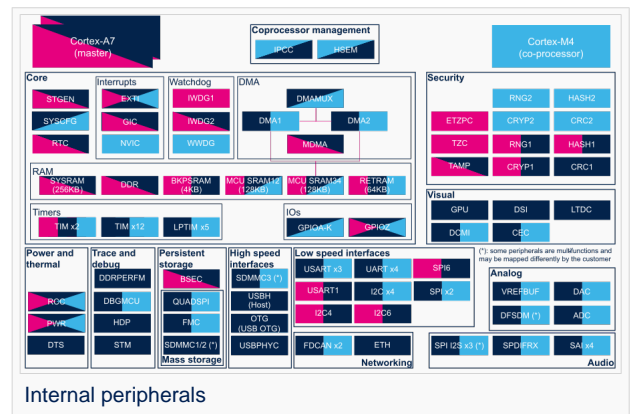 Cortex-A7
(master)
Coprocessor management
IPCC
HSEM
Cortex-M4
(co-processor)
Core
STGEN
SYSCFG
RTC
Interrupts
EXTI
GIC
NVIC
Watchdog
IWDG1
IWDG2
WWDG
DMA
DMAMUX
DMA1
DMA2
MDMA
Security
RNG2
HASH2
ETZPC
CRYP2
CRC2
TZC
RNG1
HASH1
TAMP
CRYP1
CRC1
RAM
SYSRAM
(256KB)
DDR
BKPSRAM
(4KB)
MCU SRAM12
(128KB)
MCU SRAM34
(128KB)
RETRAM
(64KB)
Timers
TIM x2
TIM x12
LPTIM x5
IOs
GPIOA-K
GPIOZ
Visual
GPU
DSI
LTDC
DCMI
CEC
Power and
thermal
RCC
PWR
DTS
Trace and
debug
DDRPERFM
DBGMCU
HDP
STM
Persistent
storage
BSEC
QUADSPI
FMC
SDMMC1/2 (*)
Mass storage
High speed
interfaces
SDMMC3 (*)
USBH
(Host)
OTG
(USB OTG)
USBPHYC
Low speed interfaces
USART x3
UART x4
SPI6
USART1
I2C x4
SPI x2
I2C4
I2C6
(*): some peripherals are multifunctions and
may be mapped differently by the customer
Analog
VREFBUF
DAC
DFSDM (*)
ADC
FDCAN x2
ETH
Networking
SPI I2S x3 (*)
SPDIFRX
SAI x4
Audio
Internal peripherals